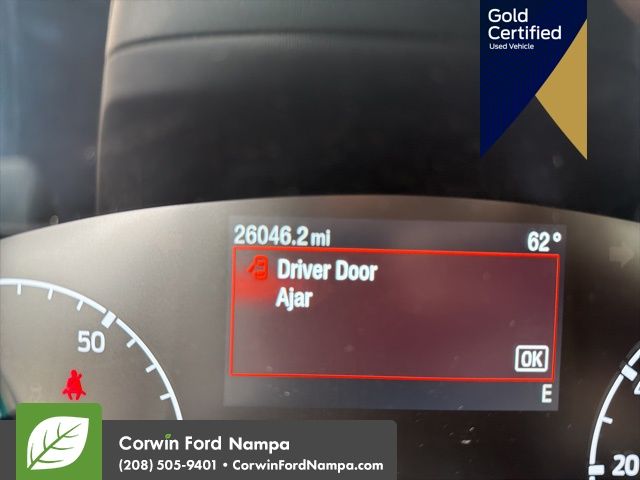 Gold
Certified
Used Vehicle
26046.2 mi
62°
Driver Door
Ajar
OK
E
50
20
Corwin Ford Nampa
(208) 505-9401 • CorwinFordNampa.com